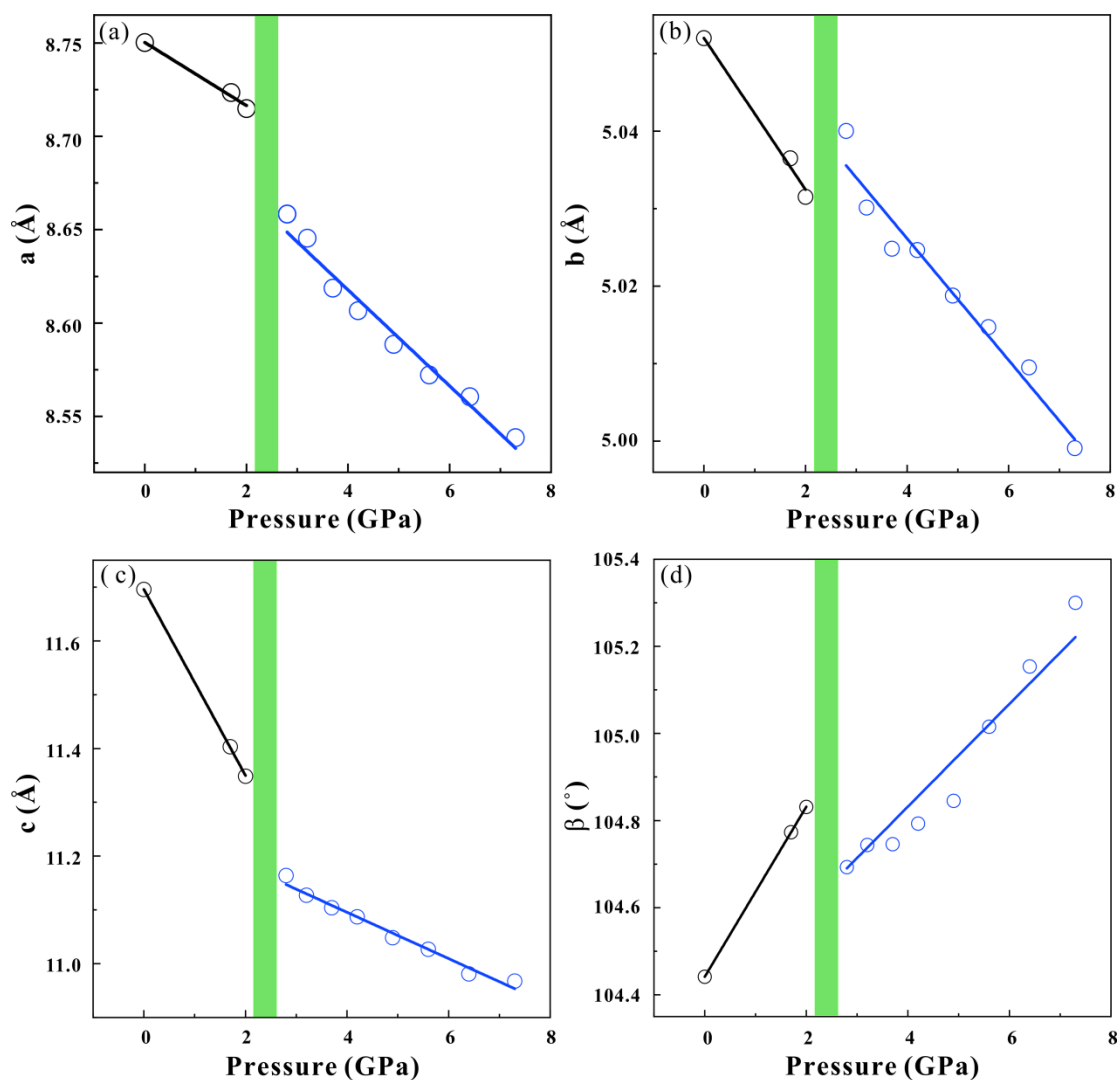 (a)
8.75
8.70
8.65
8.60
8.55
a (Å)
0 2 4 6 8
Pressure (GPa)
(b)
5.04
5.02
5.00
b (Å)
0 2 4 6 8
Pressure (GPa)
( c)
11.6
11.4
11.2
11.0
c (Å)
0 2 4 6 8
Pressure (GPa)
(d)
105.4
105.2
105.0
104.8
104.6
104.4
β (°)
0 2 4 6 8
Pressure (GPa)